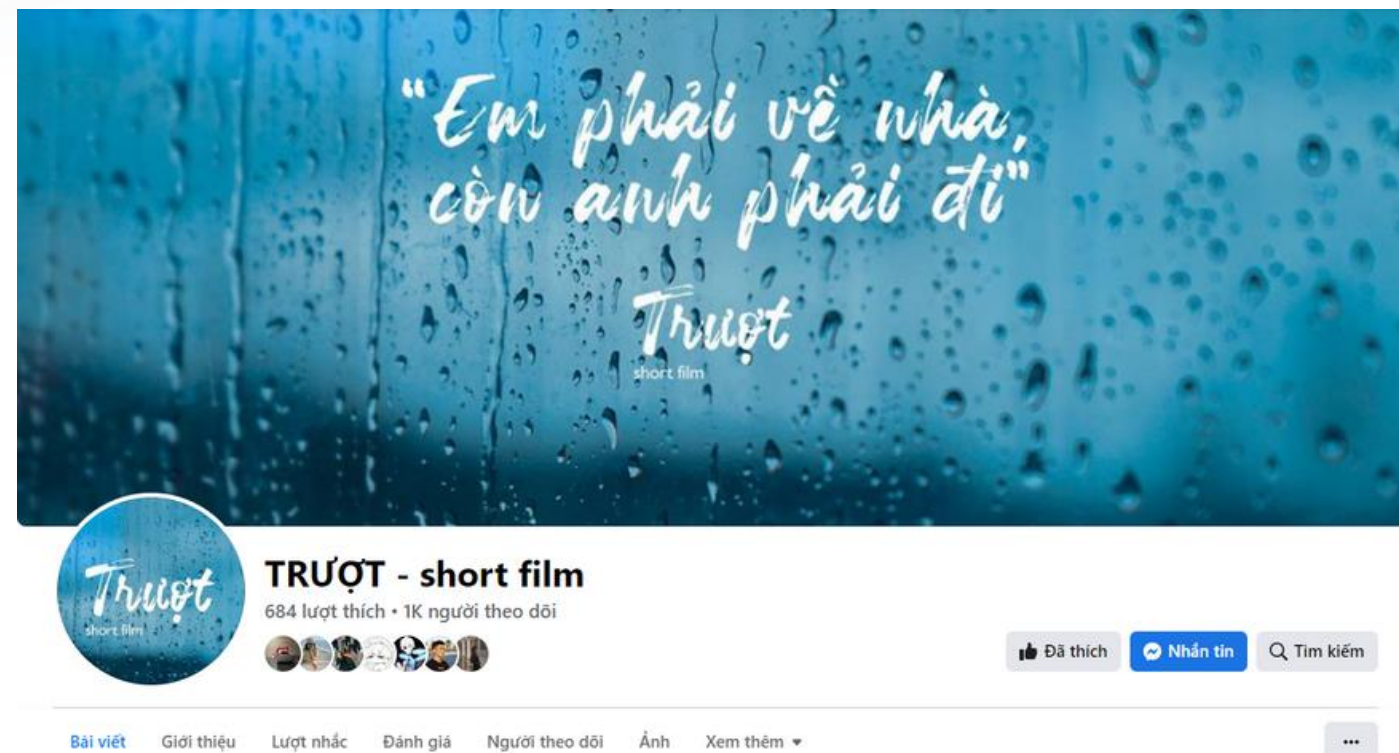 “Em phải về nhà,
còn anh phải đi”
Trượt
short film
Trượt
short film
TRƯỢT - short film
684 lượt thích • 1K người theo dõi
Đã thích
Nhắn tin
Tìm kiếm
Bài viết Giới thiệu Lượt nhắc Đánh giá Người theo dõi Ảnh Xem thêm